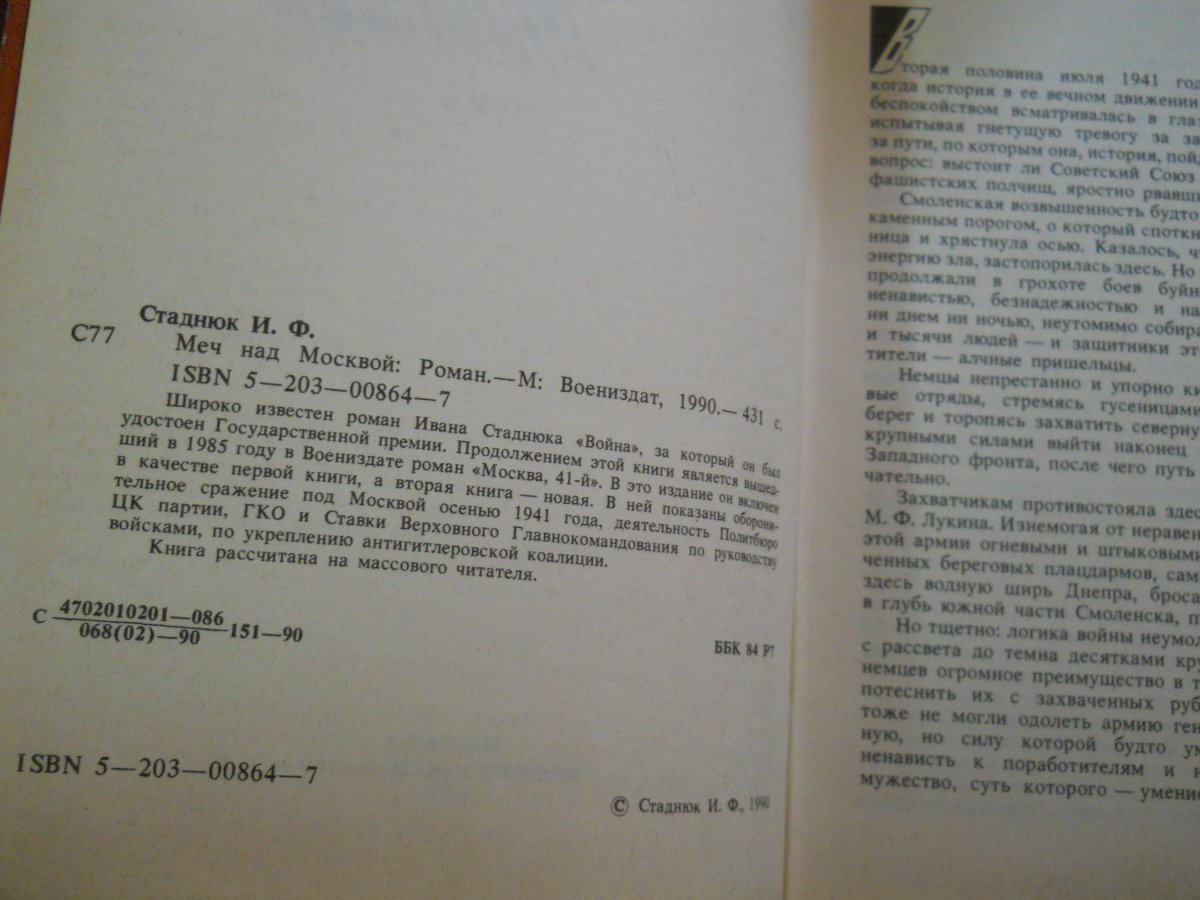 Стаднюк И. Ф.
С77
Меч над Москвой: Роман.—М: Воениздат, 1990.— 431 с.
ISBN 5—203—00864—7
Широко известен роман Ивана Стаднюка «Война», за который он был
удостоен Государственной премии. Продолжением этой книги является вышед-
ший в 1985 году в Воениздате роман «Москва, 41-й». В это издание он включен
в качестве первой книги, а вторая книга — новая. В ней показаны оборони-
тельное сражение под Москвой осенью 1941 года, деятельность Политбюро
ЦК партии, ГКО и Ставки Верховного Главнокомандования по руководству
войсками, по укреплению антигитлеровской коалиции.
Книга рассчитана на массового читателя.
С 4702010201—086
068(02)—90
151—90
ББК 84 Р7
ISBN 5—203—00864—7
© Стаднюк И. Ф., 1990
Вторая половина июля 1941 год
когда история в ее вечном движении
беспокойством всматривалась в глаз
испытывая гнетущую тревогу за за
за пути, по которым она, история, пойд
вопрос: выстоит ли Советский Союз
фашистских полчищ, яростно рвавши
Смоленская возвышенность будто
каменным порогом, о который споткн
ница и хрястнула осью. Казалось, ч
энергию зла, застопорилась здесь. Но
продолжали в грохоте боев буйн
ненавистью, безнадежностью и на
ни днем ни ночью, неутомимо собира
и тысячи людей — и защитники эт
тители — алчные пришельцы.
Немцы непрестанно и упорно ки
вые отряды, стремясь гусеницами
берег и торопясь захватить северну
крупными силами выйти наконец
Западного фронта, после чего путь
чательно.
Захватчикам противостояла здес
М. Ф. Лукина. Изнемогая от неравен
этой армии огневыми и штыковыми
ченных береговых плацдармов, сам
здесь водную ширь Днепра, броса
в глубь южной части Смоленска, п
Но тщетно: логика войны неумол
с рассвета до темна десятками кру
немцев огромное преимущество в т
потеснить их с захваченных руб
тоже не могли одолеть армию ген
ную, но силу которой будто ум
ненависть к поработителям и н
мужество, суть которого — умение